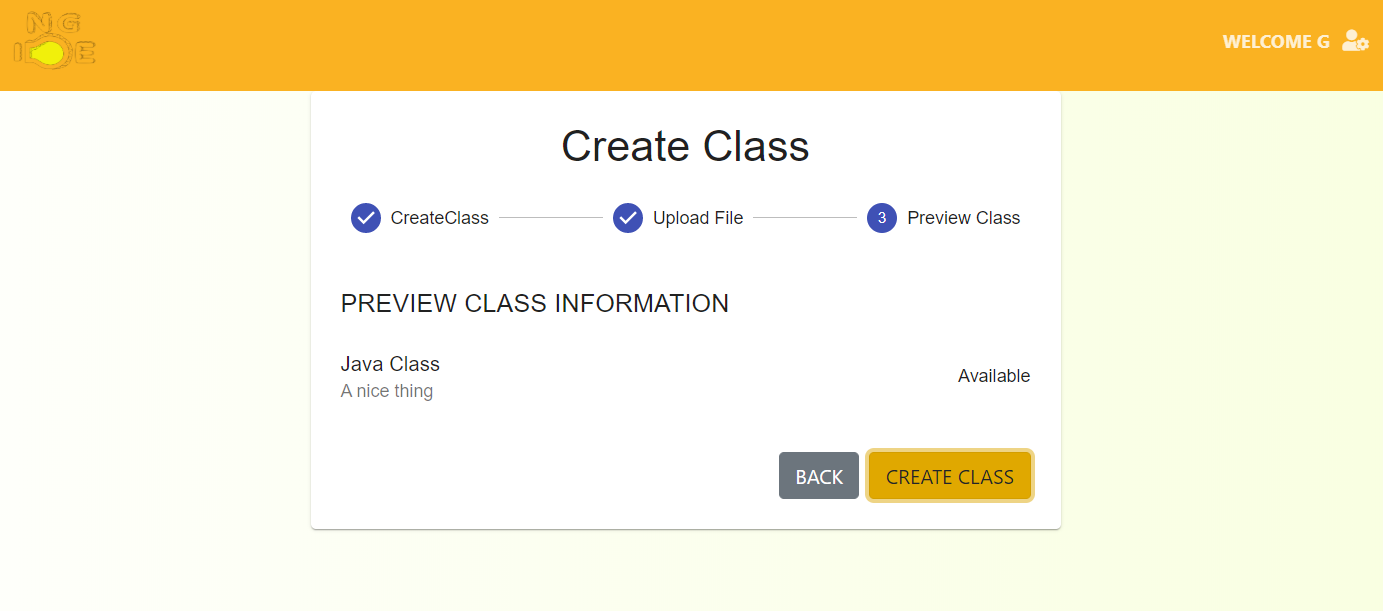 NG
IDE
WELCOME G
Create Class
CreateClass
Upload File
3
Preview Class
PREVIEW CLASS INFORMATION
Java Class
A nice thing
Available
BACK
CREATE CLASS